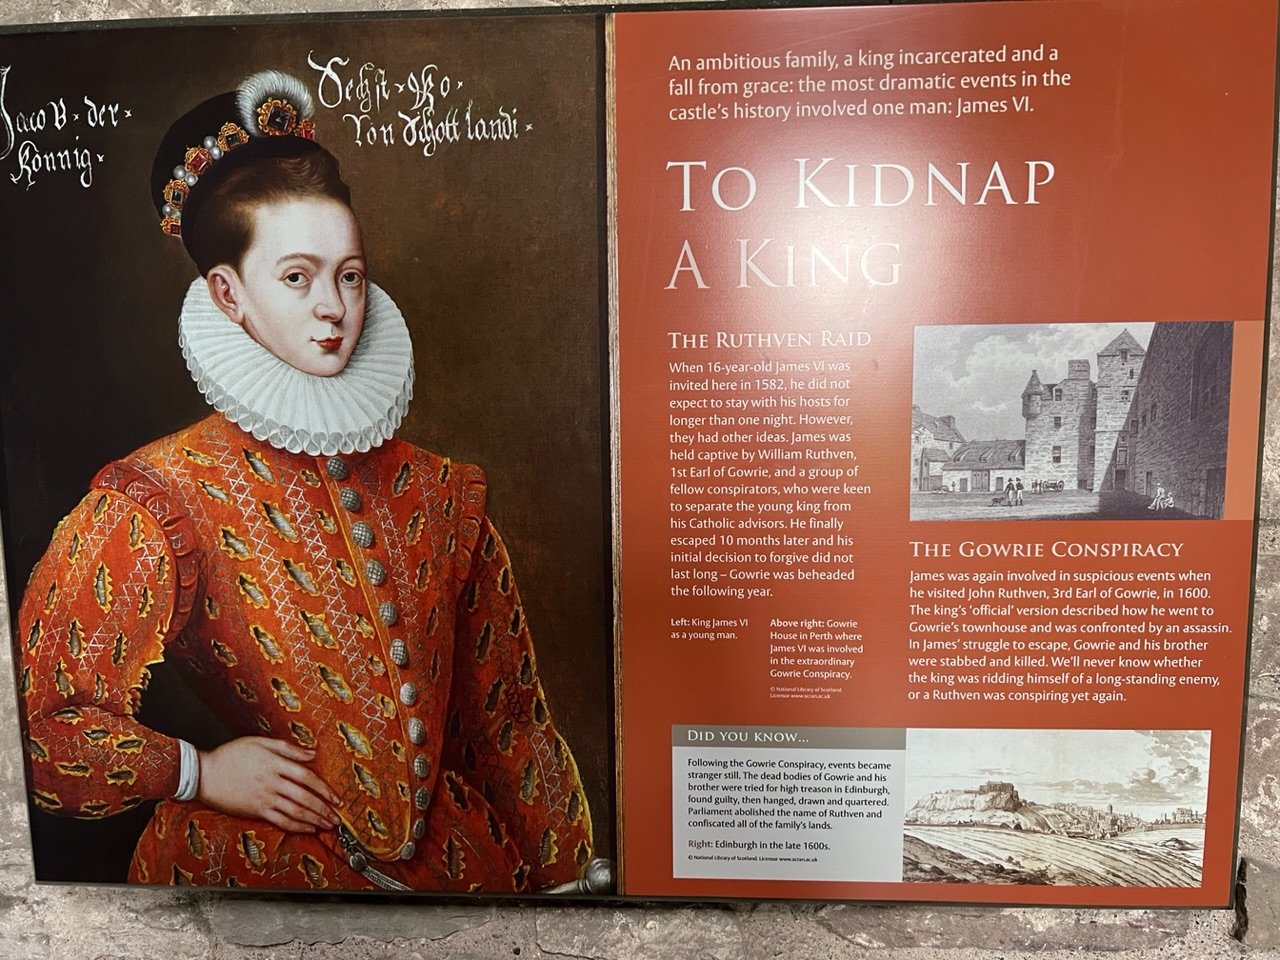 Jacob · der ·
Könnig ·
Sechst · Ko ·
Von Schottlandi ·
An ambitious family, a king incarcerated and a
fall from grace: the most dramatic events in the
castle's history involved one man: James VI.
TO KIDNAP
A KING
THE RUTHVEN RAID
When 16-year-old James VI was
invited here in 1582, he did not
expect to stay with his hosts for
longer than one night. However,
they had other ideas. James was
held captive by William Ruthven,
1st Earl of Gowrie, and a group of
fellow conspirators, who were keen
to separate the young king from
his Catholic advisors. He finally
escaped 10 months later and his
initial decision to forgive did not
last long – Gowrie was beheaded
the following year.
Left: King James VI
as a young man.
Above right: Gowrie
House in Perth where
James VI was involved
in the extraordinary
Gowrie Conspiracy.
© National Library of Scotland.
Licensor www.scran.ac.uk
THE GOWRIE CONSPIRACY
James was again involved in suspicious events when
he visited John Ruthven, 3rd Earl of Gowrie, in 1600.
The king's 'official' version described how he went to
Gowrie's townhouse and was confronted by an assassin.
In James' struggle to escape, Gowrie and his brother
were stabbed and killed. We'll never know whether
the king was ridding himself of a long-standing enemy,
or a Ruthven was conspiring yet again.
DID YOU KNOW...
Following the Gowrie Conspiracy, events became
stranger still. The dead bodies of Gowrie and his
brother were tried for high treason in Edinburgh,
found guilty, then hanged, drawn and quartered.
Parliament abolished the name of Ruthven and
confiscated all of the family's lands.
Right: Edinburgh in the late 1600s.
© National Library of Scotland. Licensor www.scran.ac.uk